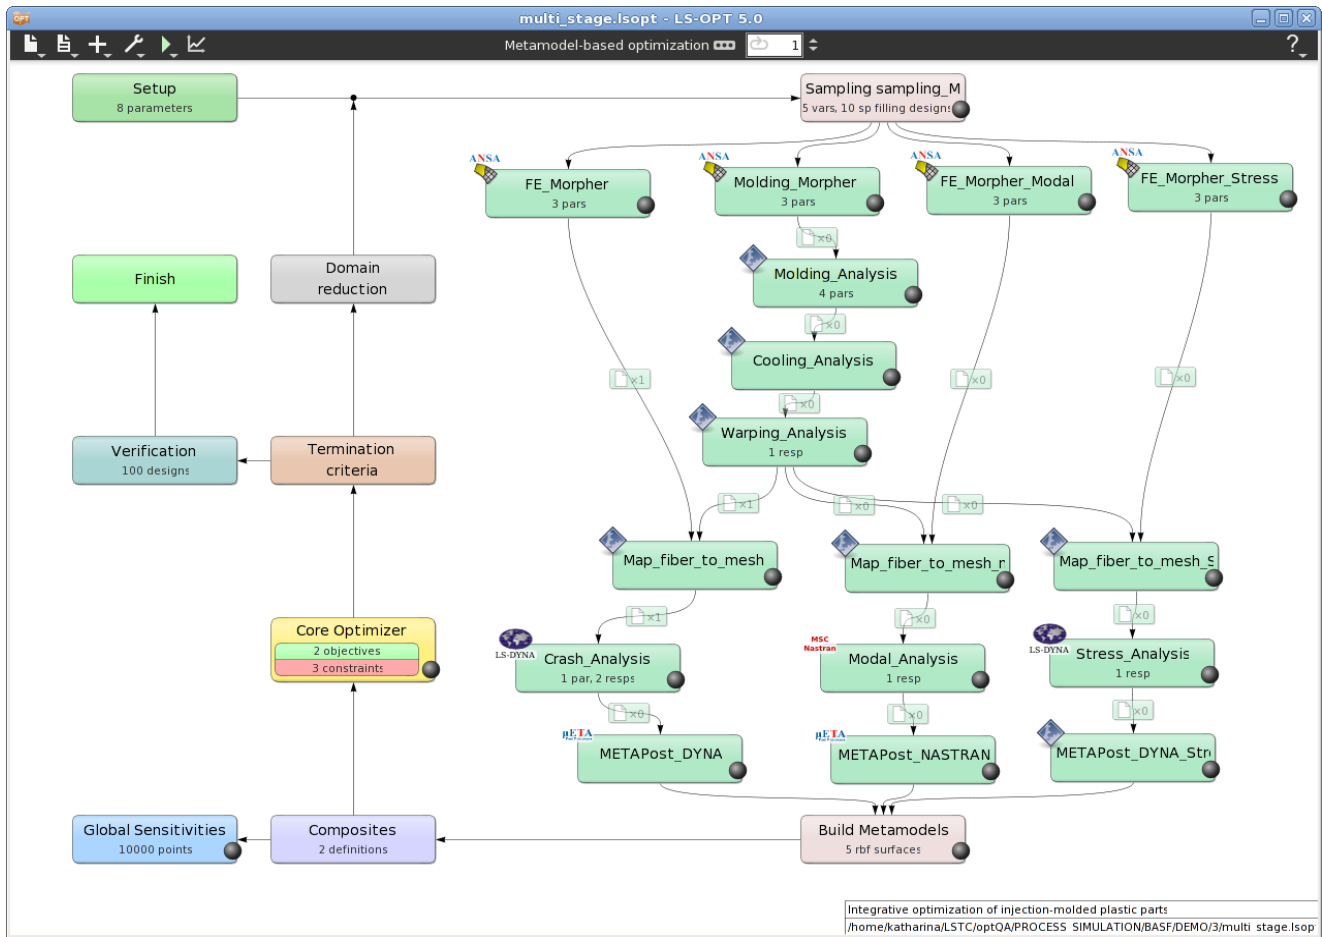 multi_stage.lsopt - LS-OPT 5.0
Metamodel-based optimization
1
?
Setup
8 parameters
Sampling sampling_M
5 vars, 10 sp filling designs
ANSA
FE_Morpher
3 pars
ANSA
Molding_Morpher
3 pars
ANSA
FE_Morpher_Modal
3 pars
ANSA
FE_Morpher_Stress
3 pars
x0
Finish
Domain
reduction
Molding_Analysis
4 pars
x0
Cooling_Analysis
x1
x0
x0
x0
Verification
100 designs
Termination
criteria
Warping_Analysis
1 resp
x1
x0
x0
Map_fiber_to_mesh
Map_fiber_to_mesh_r
Map_fiber_to_mesh_S
x1
x0
x0
Core Optimizer
2 objectives
3 constraints
LS-DYNA
Crash_Analysis
1 par, 2 resps
MSC
Nastran
Modal_Analysis
1 resp
LS-DYNA
Stress_Analysis
1 resp
x0
x0
x0
μETA
METAPost_DYNA
μETA
METAPost_NASTRAN
METAPost_DYNA_Str
Global Sensitivities
10000 points
Composites
2 definitions
Build Metamodels
5 rbf surfaces
Integrative optimization of injection-molded plastic parts
/home/katharina/LSTC/optQA/PROCESS_SIMULATION/BASF/DEMO/3/multi_stage.lsop